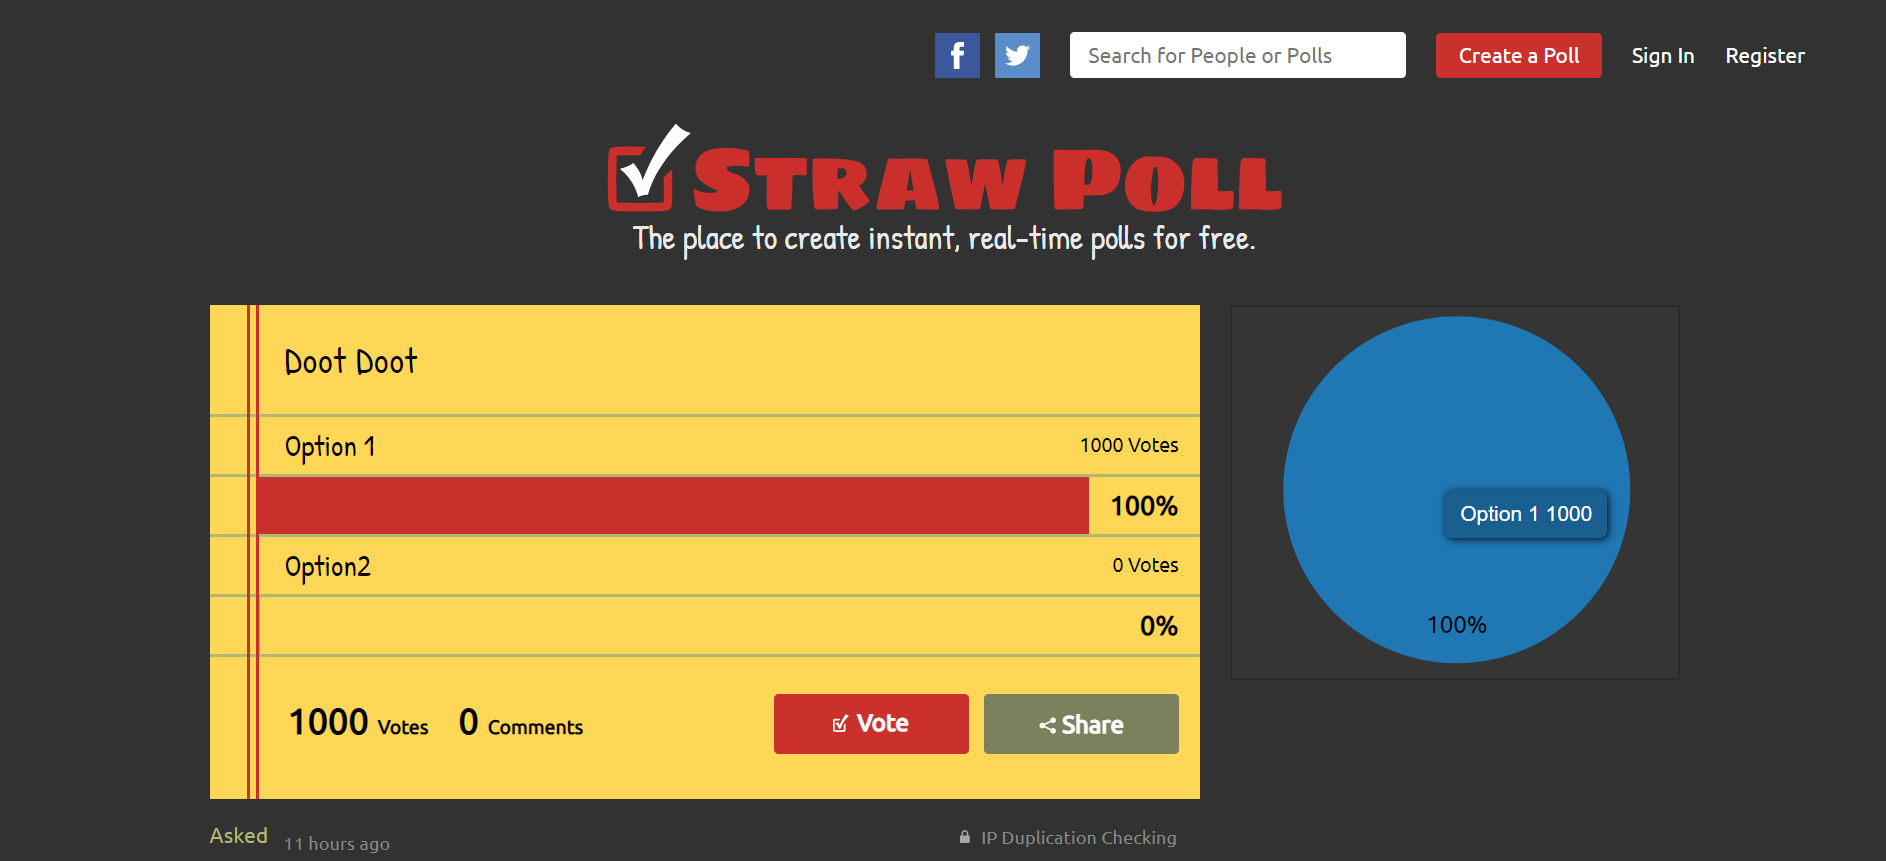 f
Search for People or Polls
Create a Poll
Sign In
Register
Straw Poll
The place to create instant, real-time polls for free.
Doot Doot
Option 1
1000 Votes
100%
Option2
0 Votes
0%
1000 Votes
0 Comments
Vote
Share
Option 1 1000
100%
Asked
11 hours ago
IP Duplication Checking